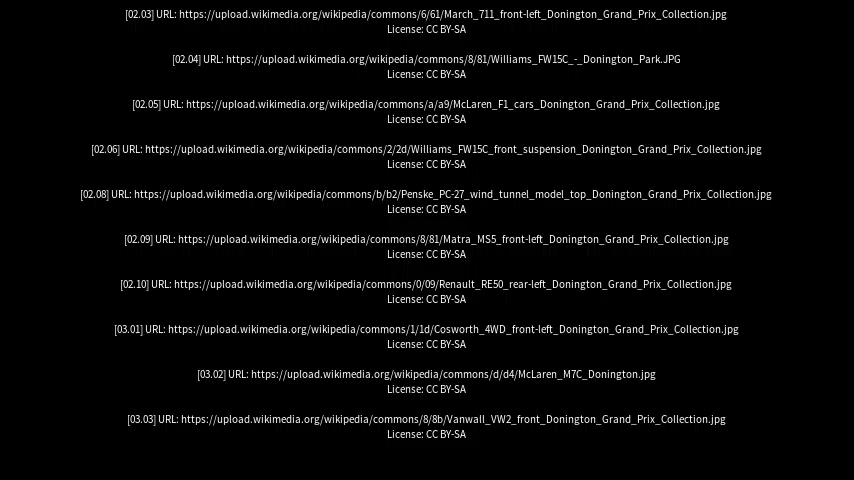 [02.03] URL: https://upload.wikimedia.org/wikipedia/commons/6/61/March_711_front-left_Donington_Grand_Prix_Collection.jpg
License: CC BY-SA
[02.04] URL: https://upload.wikimedia.org/wikipedia/commons/8/81/Williams_FW15C_-_Donington_Park.JPG
License: CC BY-SA
[02.05] URL: https://upload.wikimedia.org/wikipedia/commons/a/a9/McLaren_F1_cars_Donington_Grand_Prix_Collection.jpg
License: CC BY-SA
[02.06] URL: https://upload.wikimedia.org/wikipedia/commons/2/2d/Williams_FW15C_front_suspension_Donington_Grand_Prix_Collection.jpg
License: CC BY-SA
[02.08] URL: https://upload.wikimedia.org/wikipedia/commons/b/b2/Penske_PC-27_wind_tunnel_model_top_Donington_Grand_Prix_Collection.jpg
License: CC BY-SA
[02.09] URL: https://upload.wikimedia.org/wikipedia/commons/8/81/Matra_MS5_front-left_Donington_Grand_Prix_Collection.jpg
License: CC BY-SA
[02.10] URL: https://upload.wikimedia.org/wikipedia/commons/0/09/Renault_RE50_rear-left_Donington_Grand_Prix_Collection.jpg
License: CC BY-SA
[03.01] URL: https://upload.wikimedia.org/wikipedia/commons/1/1d/Cosworth_4WD_front-left_Donington_Grand_Prix_Collection.jpg
License: CC BY-SA
[03.02] URL: https://upload.wikimedia.org/wikipedia/commons/d/d4/McLaren_M7C_Donington.jpg
License: CC BY-SA
[03.03] URL: https://upload.wikimedia.org/wikipedia/commons/8/8b/Vanwall_VW2_front_Donington_Grand_Prix_Collection.jpg
License: CC BY-SA